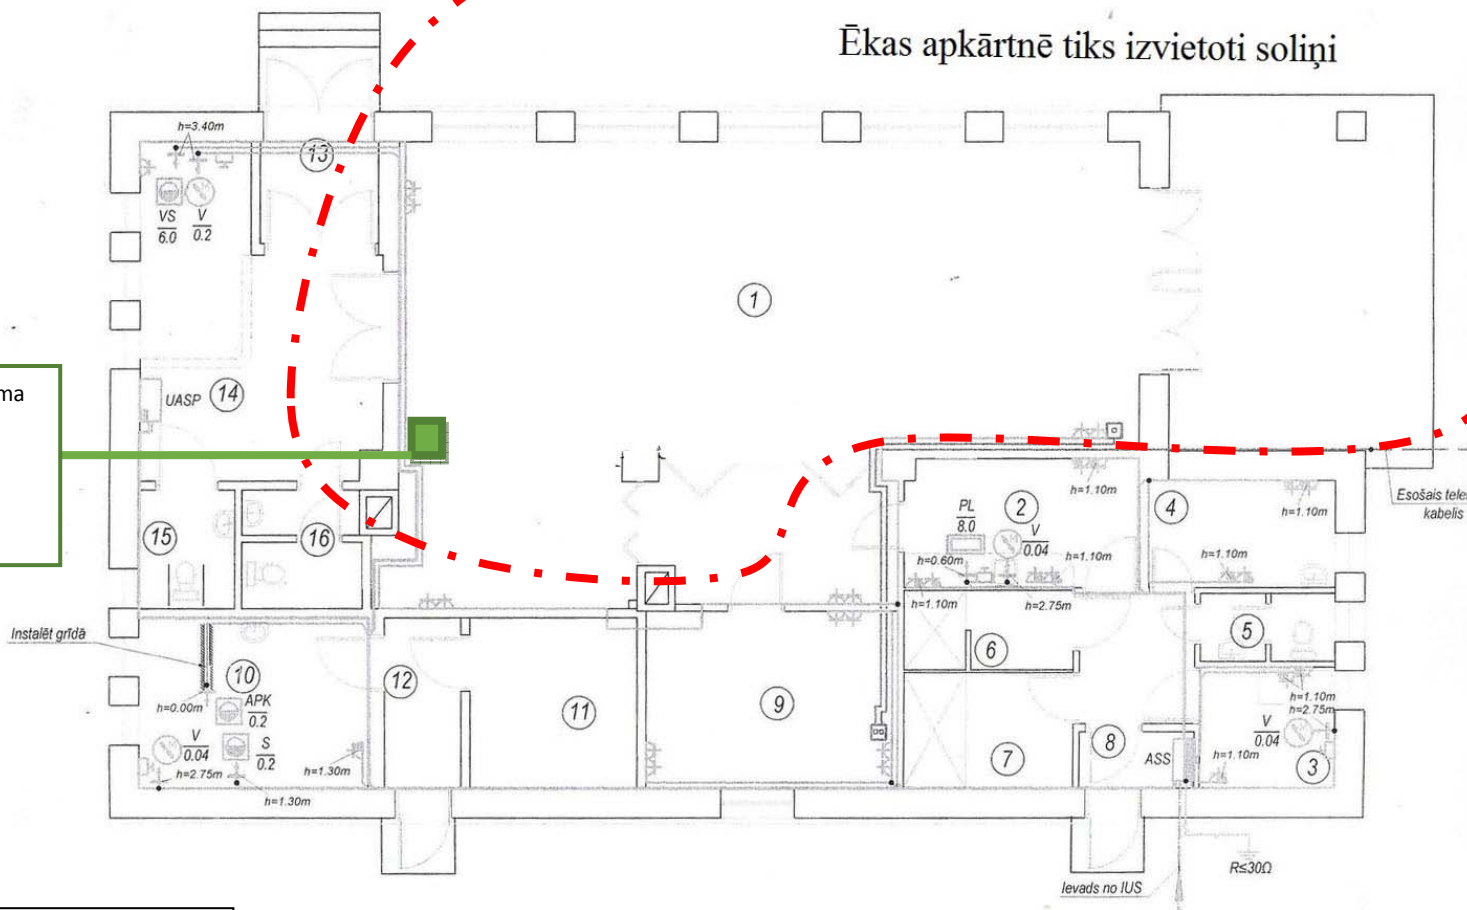 Ēkas apkārtnē tiks izvietoti soliņi
h=3.40m
13
VS
6.0
V
0.2
1
ma
UASP
14
15
16
PL
8.0
2
V
0.04
h=1.10m
h=0.60m
h=1.10m
h=1.10m
h=2.75m
4
h=1.10m
h=1.10m
Esošais tele
kabelis
Instalēt grīdā
10
h=0.00m
APK
0.2
V
0.04
S
0.2
h=2.75m
h=1.30m
h=1.30m
12
11
9
6
7
8
5
ASS
h=1.10m
h=2.75m
V
0.04
3
h=1.10m
R≤30Ω
Ievads no IUS